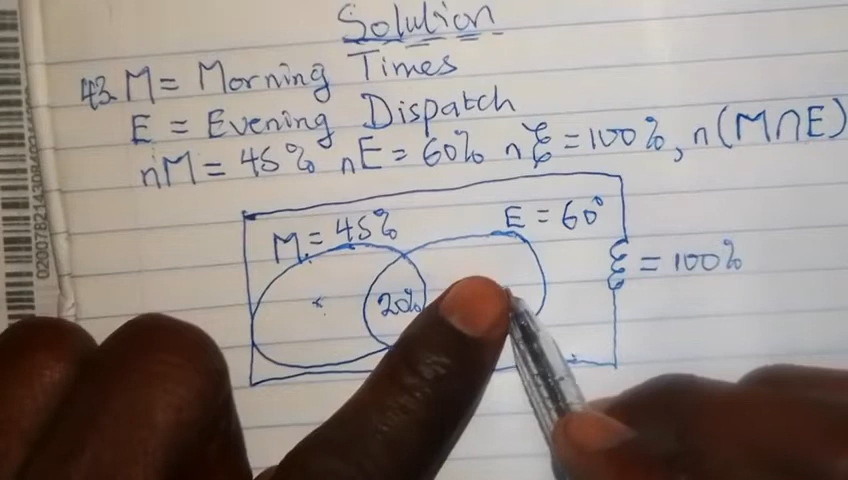 Solution
43. M = Morning Times
E = Evening Dispatch
nM = 45% nE = 60% nξ = 100%, n(M∩E)
M = 45% E = 60°
20%
ξ = 100%